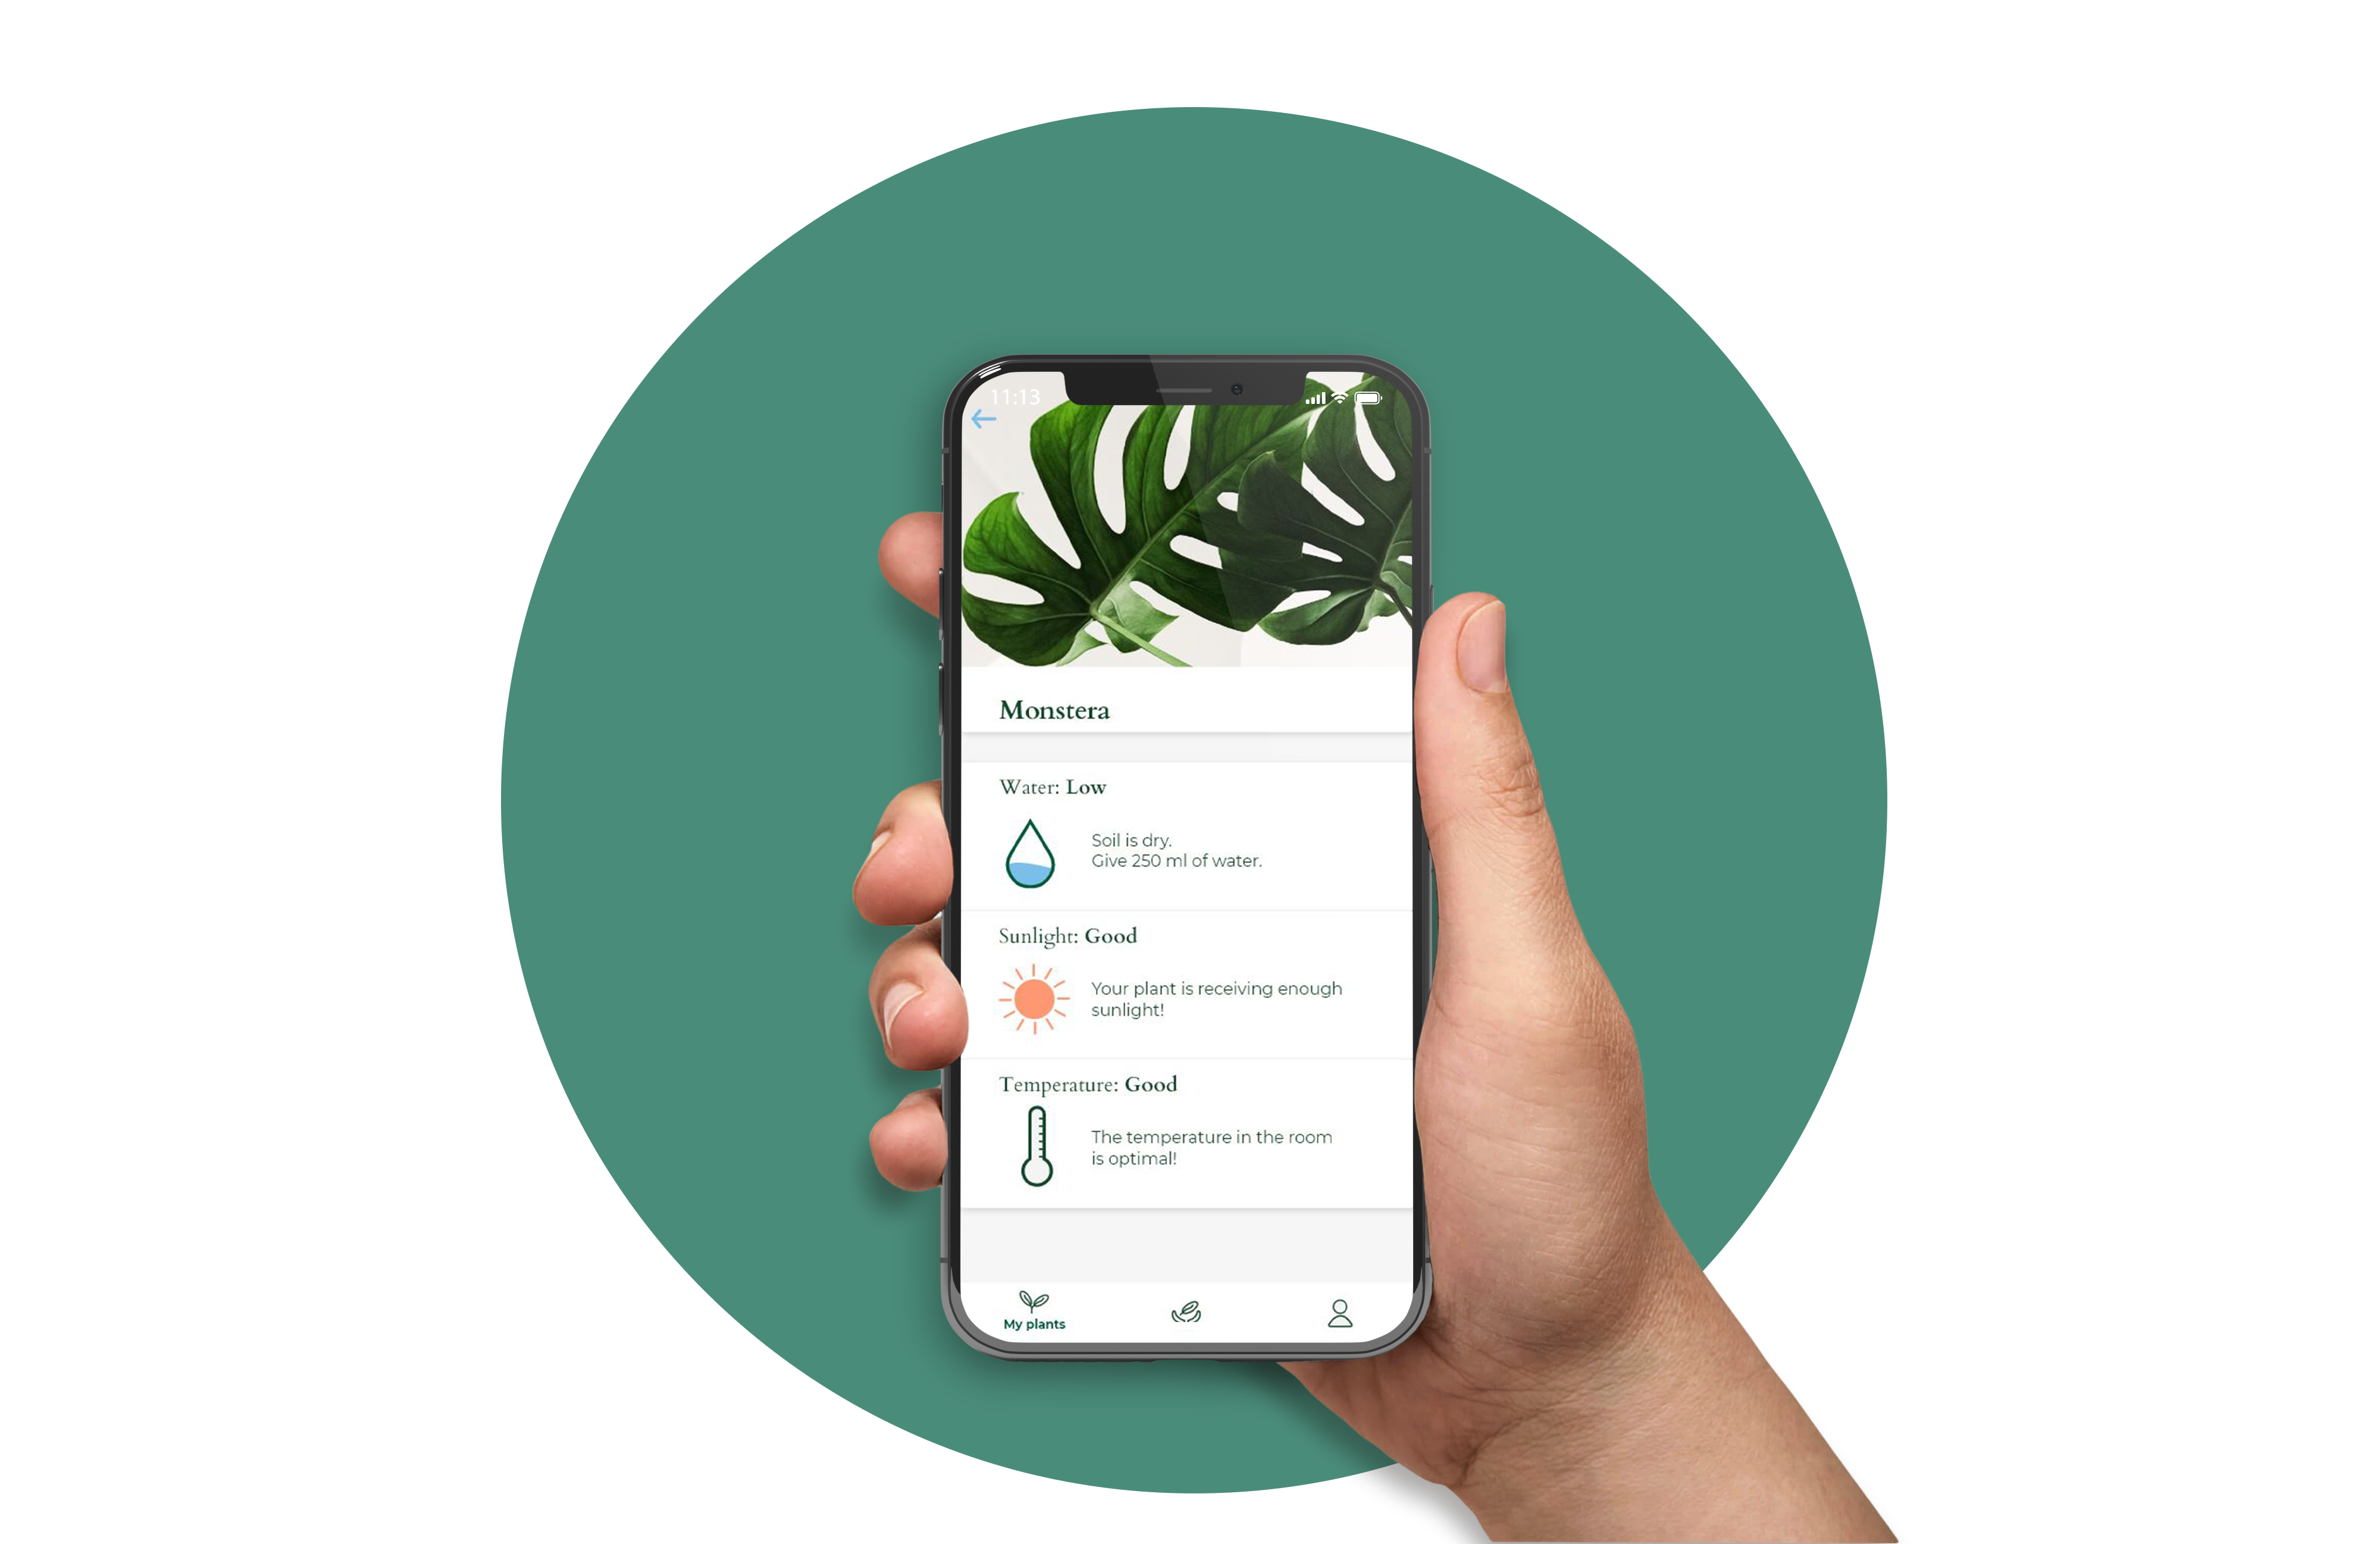 11:13
Monstera
Water: Low
Soil is dry.
Give 250 ml of water.
Sunlight: Good
Your plant is receiving enough
sunlight!
Temperature: Good
The temperature in the room
is optimal!
My plants